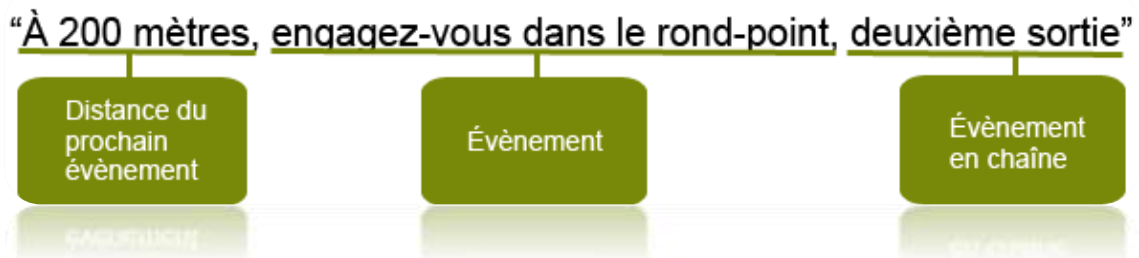 “À 200 mètres, engagez-vous dans le rond-point, deuxième sortie”
Distance du
prochain
évènement
Évènement
Évènement
en chaîne